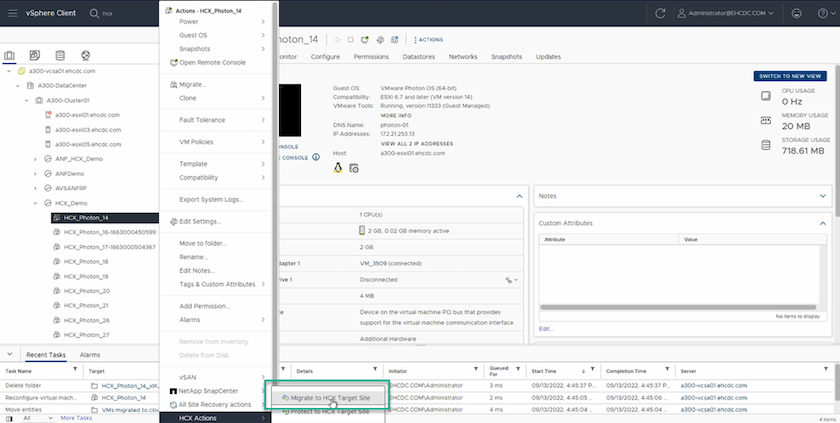 vSphere Client
hcx
Administrator@EHCDC.COM
Actions - HCX_Photon_14
Power
Guest OS
Snapshots
Open Remote Console
Migrate...
Clone
Fault Tolerance
VM Policies
Template
Compatibility
Export System Logs...
Edit Settings...
Move to folder...
Rename...
Edit Notes...
Tags & Custom Attributes
Add Permission...
Alarms
Remove from Inventory
Delete from Disk
vSAN
NetApp SnapCenter
All Site Recovery actions
HCX Actions
Migrate to HCX Target Site
Protect to HCX Target Site
a300-vcsa01.ehcdc.com
A300-DataCenter
A300-Cluster01
a300-esxi01.ehcdc.com
a300-esxi03.ehcdc.com
a300-esxi05.ehcdc.com
ANF_HCX_Demo
ANFDemo
AVSANFRP
HCX_Demo
HCX_Photon_14
HCX_Photon_16-1663000450599
HCX_Photon_17-1663000504367
HCX_Photon_18
HCX_Photon_19
HCX_Photon_20
HCX_Photon_21
HCX_Photon_26
HCX_Photon_27
hoton_14
ACTIONS
onitor Configure Permissions Datastores Networks Snapshots Updates
SWITCH TO NEW VIEW
Guest OS: VMware Photon OS (64-bit)
Compatibility: ESXi 6.7 and later (VM version 14)
VMware Tools: Running, version:11333 (Guest Managed)
MORE INFO
DNS Name: photon-01
IP Addresses: 172.21.253.13
VIEW ALL 2 IP ADDRESSES
Host: a300-esxi01.ehcdc.com
ONSOLE
CONSOLE
CPU USAGE
0 Hz
MEMORY USAGE
20 MB
STORAGE USAGE
718.61 MB
1 CPU(s)
2 GB, 0.02 GB memory active
2 GB
dapter 1 VM_3509 (connected)
rive 1 Disconnected
4 MB
Device on the virtual machine PCI bus that provides
support for the virtual machine communication interface
Additional Hardware
Notes
Custom Attributes
Attribute Value
No items to display
Edit...
Recent Tasks Alarms
Task Name Target Details Initiator Queued For Start Time Completion Time Server
Delete folder EHCDC.COM\Administrator 3 ms 09/13/2022, 4:45:37 P... 09/13/2022, 4:45:37 P... a300-vcsa01.ehcdc.com
Reconfigure virtual machine HCX_Photon_14 EHCDC.COM\Administrator 2 ms 09/13/2022, 4:45:37 P... 09/13/2022, 4:45:37 P... a300-vcsa01.ehcdc.com
Move entities VMs migrated to cloud EHCDC.COM\Administrator 4 ms 09/13/2022, 4:45:36 P... 09/13/2022, 4:45:36 P... a300-vcsa01.ehcdc.com
All More Tasks
4 items